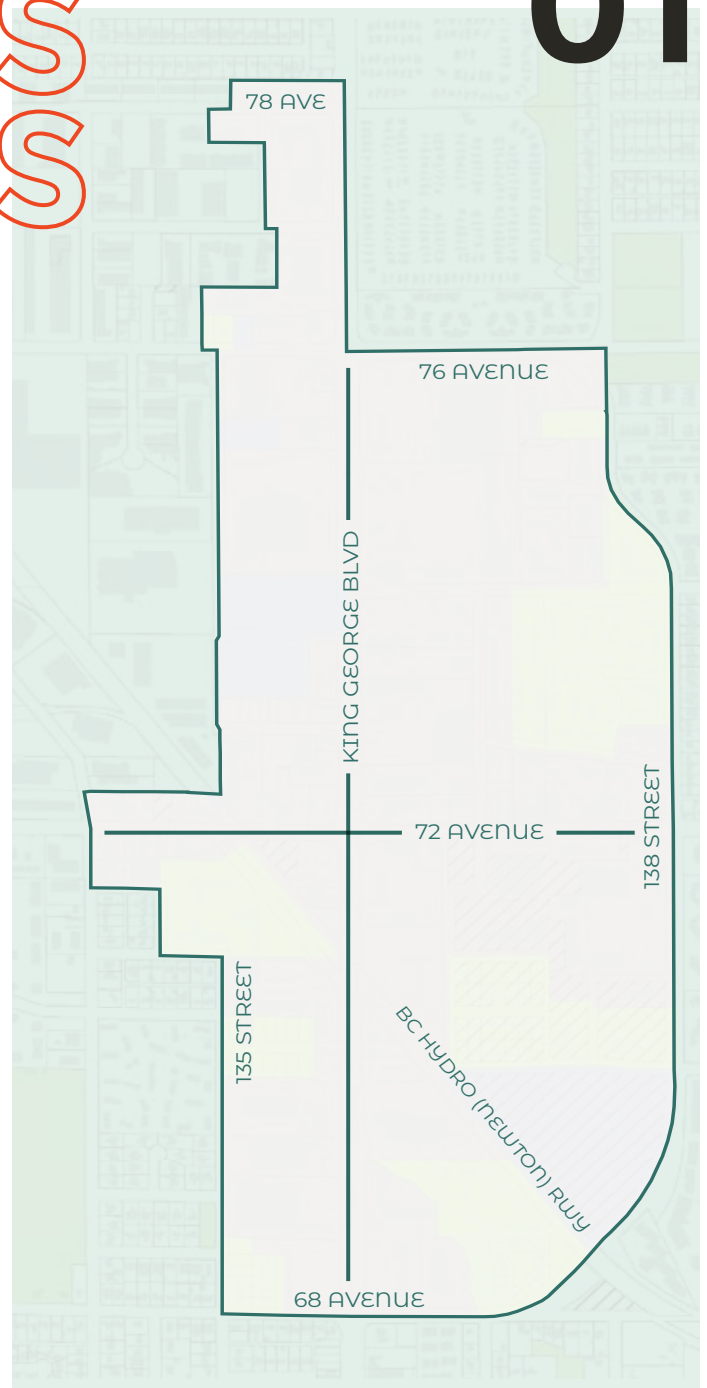 S
S
78 AVE
76 AVENUE
KING GEORGE BLVD
72 AVENUE
138 STREET
135 STREET
BC HYDRO (NEWTON) RWY
68 AVENUE